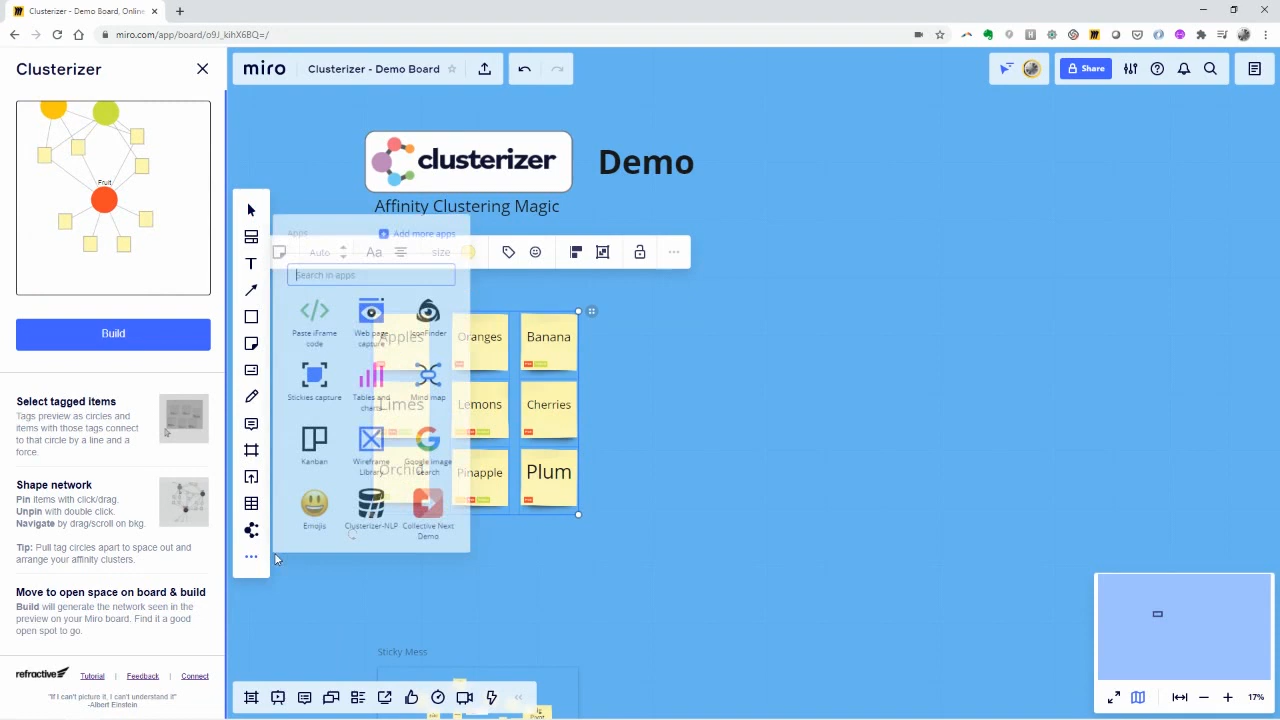 Clusterizer - Demo Board, Online
miro.com/app/board/o9J_kihX6BQ=/
Clusterizer
miro
Clusterizer - Demo Board
Share
clusterizer
Demo
Affinity Clustering Magic
Fruit
Build
Apps
Add more apps
Auto
Aa
size
Search in apps
Paste iFrame
code
Web page
capture
IconFinder
Stickies capture
Tables and
charts
Mind map
Kanban
Wireframe
Library
Google image
search
Emojis
Clusterizer-NLP
Collective Next
Demo
Apples
Oranges
Banana
Limes
Lemons
Cherries
Orchid
Pinapple
Plum
Select tagged items
Tags preview as circles and
items with those tags connect
to that circle by a line and a
force.
Shape network
Pin items with click/drag.
Unpin with double click.
Navigate by drag/scroll on bkg.
Tip: Pull tag circles apart to space out and
arrange your affinity clusters.
Move to open space on board & build
Build will generate the network seen in the
preview on your Miro board. Find it a good
open spot to go.
refractive
Tutorial | Feedback | Connect
"If I can't picture it, I can't understand it"
-Albert Einstein
Sticky Mess
17%